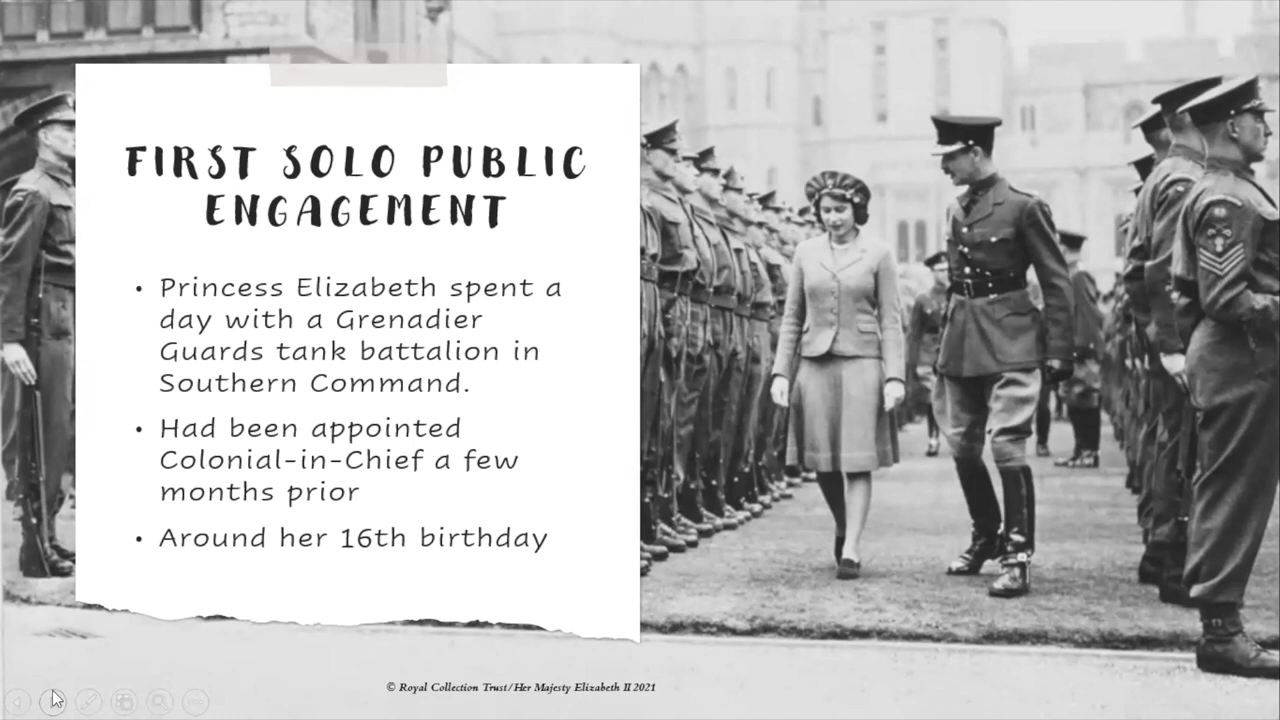 FIRST SOLO PUBLIC
ENGAGEMENT
• Princess Elizabeth spent a
day with a Grenadier
Guards tank battalion in
Southern Command.
• Had been appointed
Colonial-in-Chief a few
months prior
• Around her 16th birthday
© Royal Collection Trust/Her Majesty Elizabeth II 2021